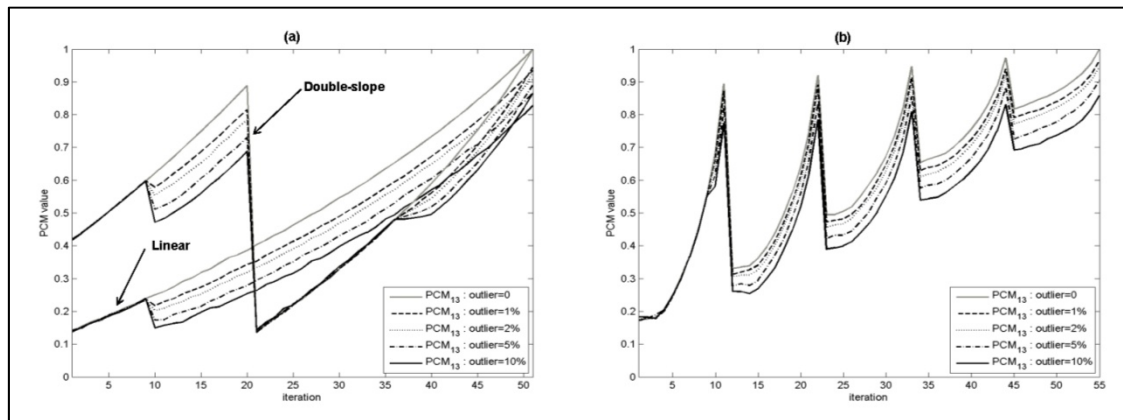 (a)
1
0.9
0.8
0.7
0.6
0.5
0.4
0.3
0.2
0.1
0
PCM value
Double-slope
Linear
5 10 15 20 25 30 35 40 45 50
iteration
PCM13 : outlier=0
PCM13 : outlier=1%
PCM13 : outlier=2%
PCM13 : outlier=5%
PCM13 : outlier=10%
(b)
1
0.9
0.8
0.7
0.6
0.5
0.4
0.3
0.2
0.1
0
PCM value
5 10 15 20 25 30 35 40 45 50 55
iteration
PCM13 : outlier=0
PCM13 : outlier=1%
PCM13 : outlier=2%
PCM13 : outlier=5%
PCM13 : outlier=10%